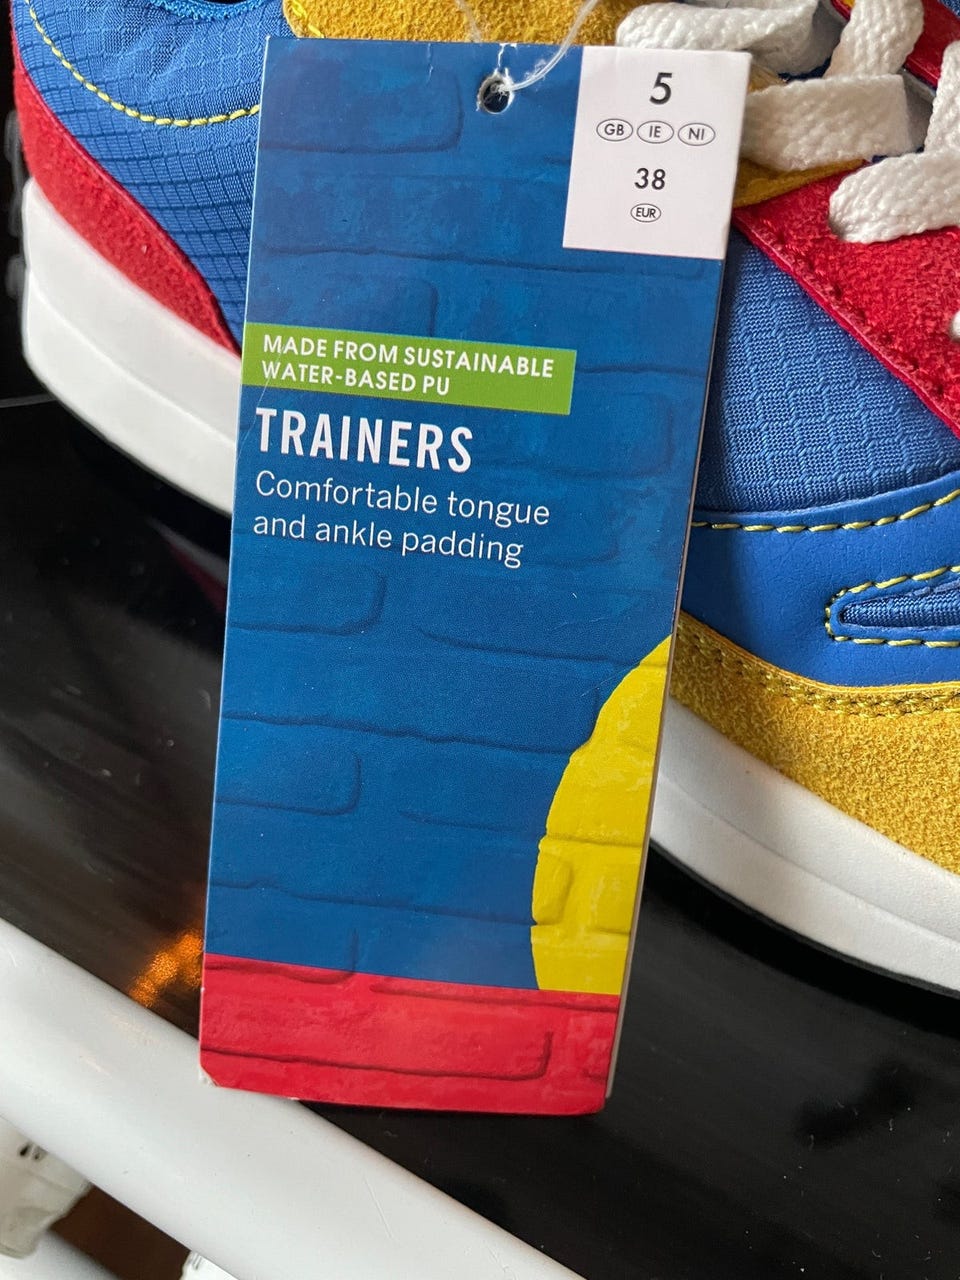 5
GB IE NI
38
EUR
MADE FROM SUSTAINABLE
WATER-BASED PU
TRAINERS
Comfortable tongue
and ankle padding